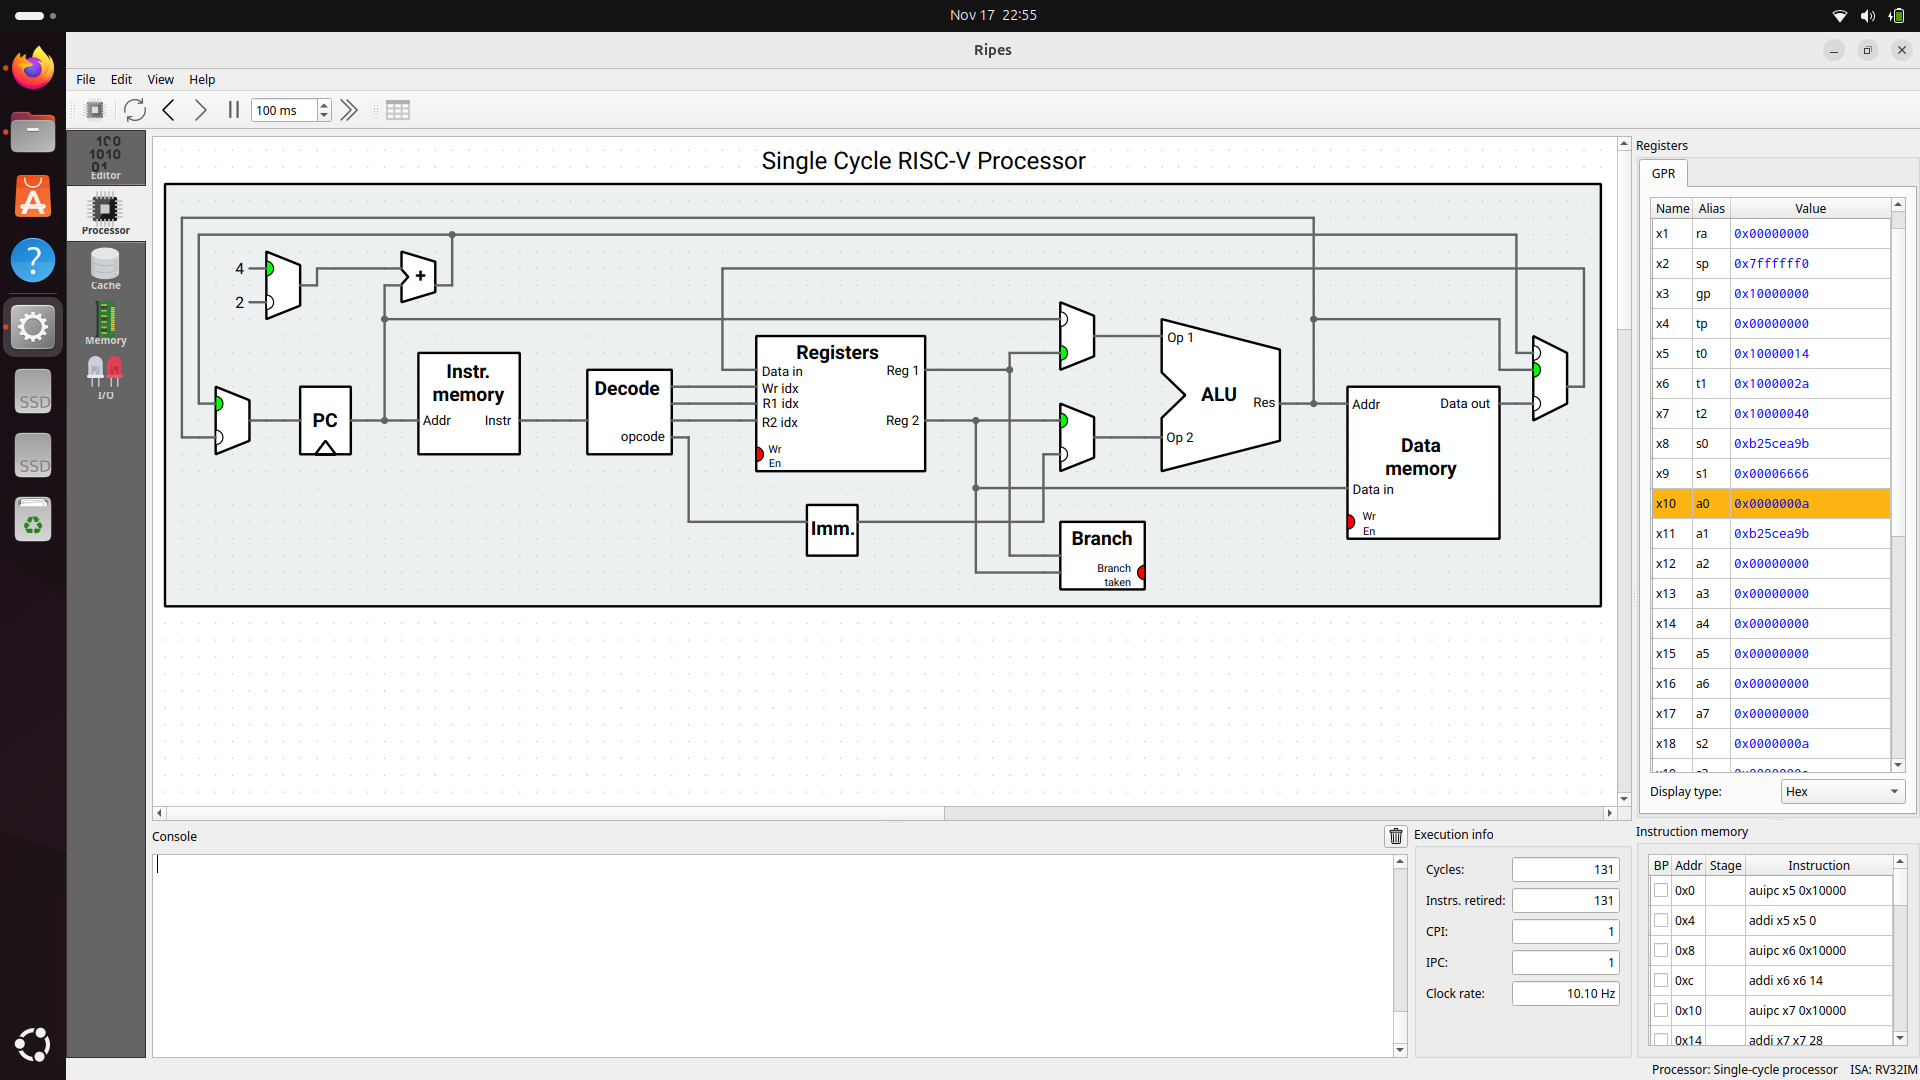 Nov 17 22:55
Ripes
File Edit View Help
100 ms
Editor
Processor
Cache
Memory
I/O
SSD
SSD
Single Cycle RISC-V Processor
4
2
+
PC
Instr. memory
Addr Instr
Decode
opcode
Registers
Data in
Wr idx
R1 idx
R2 idx
Wr En
Reg 1
Reg 2
Imm.
Op 1
Op 2
ALU
Res
Branch
Branch taken
Addr Data out
Data memory
Data in
Wr En
Registers
GPR
Name Alias Value
x1 ra 0x00000000
x2 sp 0x7ffffff0
x3 gp 0x10000000
x4 tp 0x00000000
x5 t0 0x10000014
x6 t1 0x1000002a
x7 t2 0x10000040
x8 s0 0xb25cea9b
x9 s1 0x00006666
x10 a0 0x0000000a
x11 a1 0xb25cea9b
x12 a2 0x00000000
x13 a3 0x00000000
x14 a4 0x00000000
x15 a5 0x00000000
x16 a6 0x00000000
x17 a7 0x00000000
x18 s2 0x0000000a
Display type: Hex
Console
Execution info
Cycles: 131
Instrs. retired: 131
CPI: 1
IPC: 1
Clock rate: 10.10 Hz
Instruction memory
BP Addr Stage Instruction
0x0 auipc x5 0x10000
0x4 addi x5 x5 0
0x8 auipc x6 0x10000
0xc addi x6 x6 14
0x10 auipc x7 0x10000
0x14 addi x7 x7 28
Processor: Single-cycle processor ISA: RV32IM